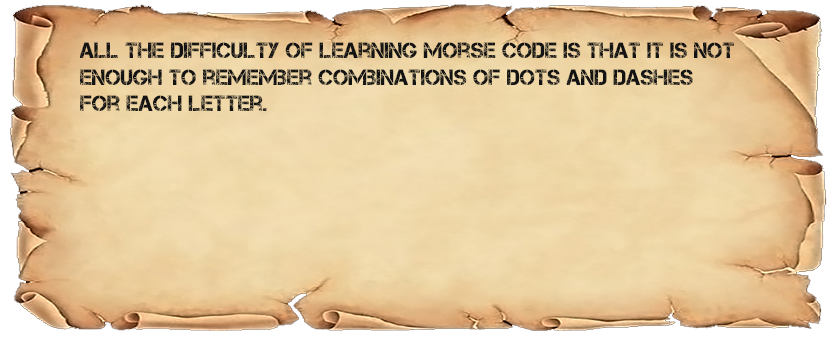 ALL THE DIFFICULTY OF LEARNING MORSE CODE IS THAT IT IS NOT
ENOUGH TO REMEMBER COMBINATIONS OF DOTS AND DASHES
FOR EACH LETTER.